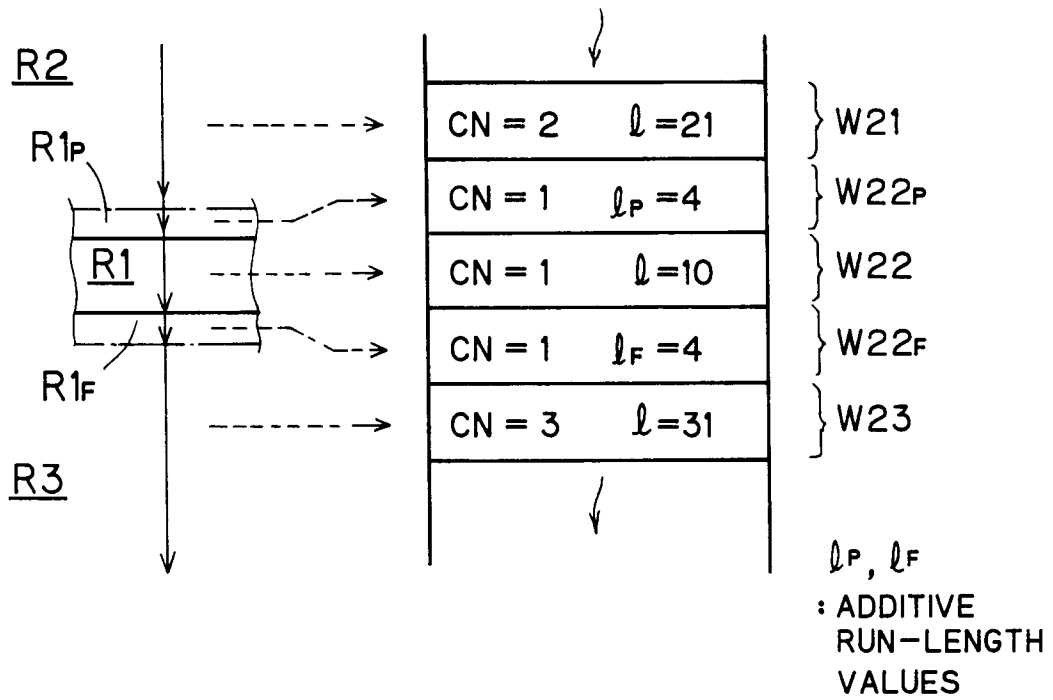 R2
R1P
R1
R1F
R3
CN = 2 ℓ =21 W21
CN = 1 ℓP =4 W22P
CN = 1 ℓ =10 W22
CN = 1 ℓF =4 W22F
CN = 3 ℓ =31 W23
ℓP, ℓF
: ADDITIVE
RUN-LENGTH
VALUES